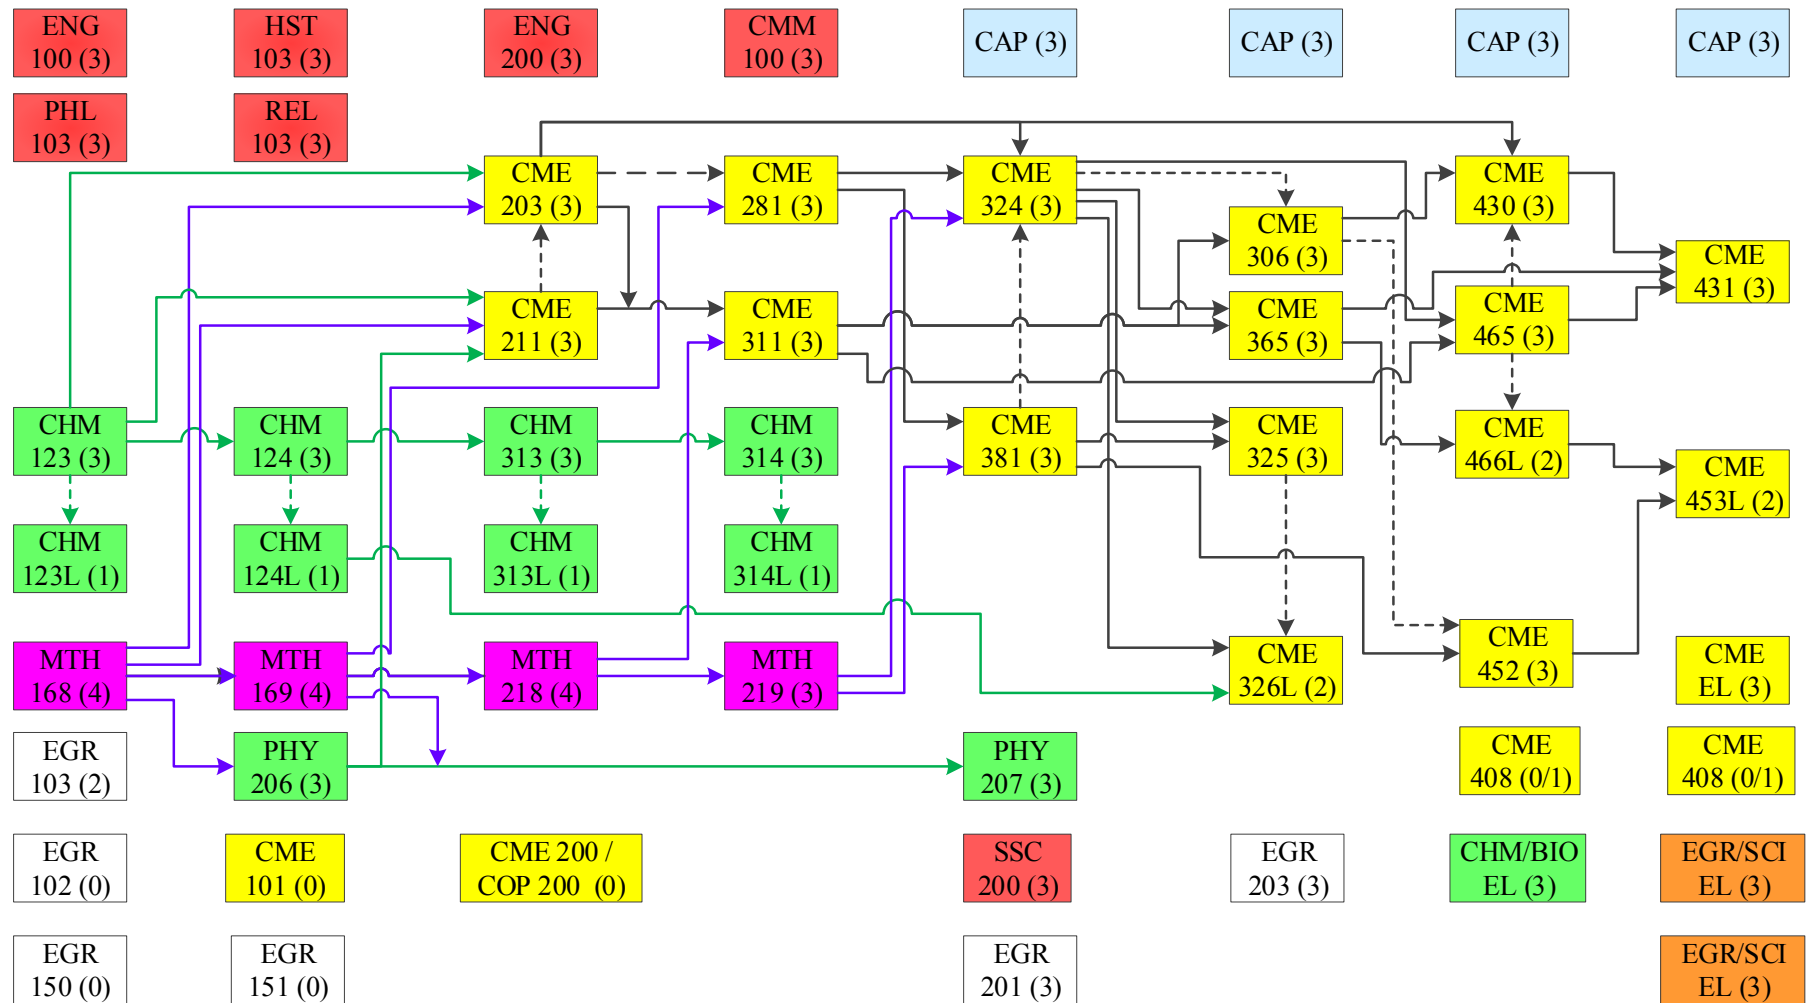 ENG
100 (3)
HST
103 (3)
ENG
200 (3)
CMM
100 (3)
CAP (3)
CAP (3)
CAP (3)
CAP (3)
PHL
103 (3)
REL
103 (3)
CME
203 (3)
CME
281 (3)
CME
324 (3)
CME
306 (3)
CME
430 (3)
CME
431 (3)
CME
211 (3)
CME
311 (3)
CME
365 (3)
CME
465 (3)
CHM
123 (3)
CHM
124 (3)
CHM
313 (3)
CHM
314 (3)
CME
381 (3)
CME
325 (3)
CME
466L (2)
CME
453L (2)
CHM
123L (1)
CHM
124L (1)
CHM
313L (1)
CHM
314L (1)
MTH
168 (4)
MTH
169 (4)
MTH
218 (4)
MTH
219 (3)
CME
326L (2)
CME
452 (3)
CME
EL (3)
EGR
103 (2)
PHY
206 (3)
PHY
207 (3)
CME
408 (0/1)
CME
408 (0/1)
EGR
102 (0)
CME
101 (0)
CME 200 /
COP 200 (0)
SSC
200 (3)
EGR
203 (3)
CHM/BIO
EL (3)
EGR/SCI
EL (3)
EGR
150 (0)
EGR
151 (0)
EGR
201 (3)
EGR/SCI
EL (3)